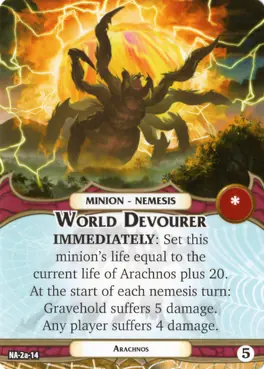 MINION - NEMESIS
WORLD DEVOURER
*
IMMEDIATELY: Set this
minion's life equal to the
current life of Arachnos plus 20.
At the start of each nemesis turn:
Gravehold suffers 5 damage.
Any player suffers 4 damage.
ARACHNOS
NA-2a-14
5